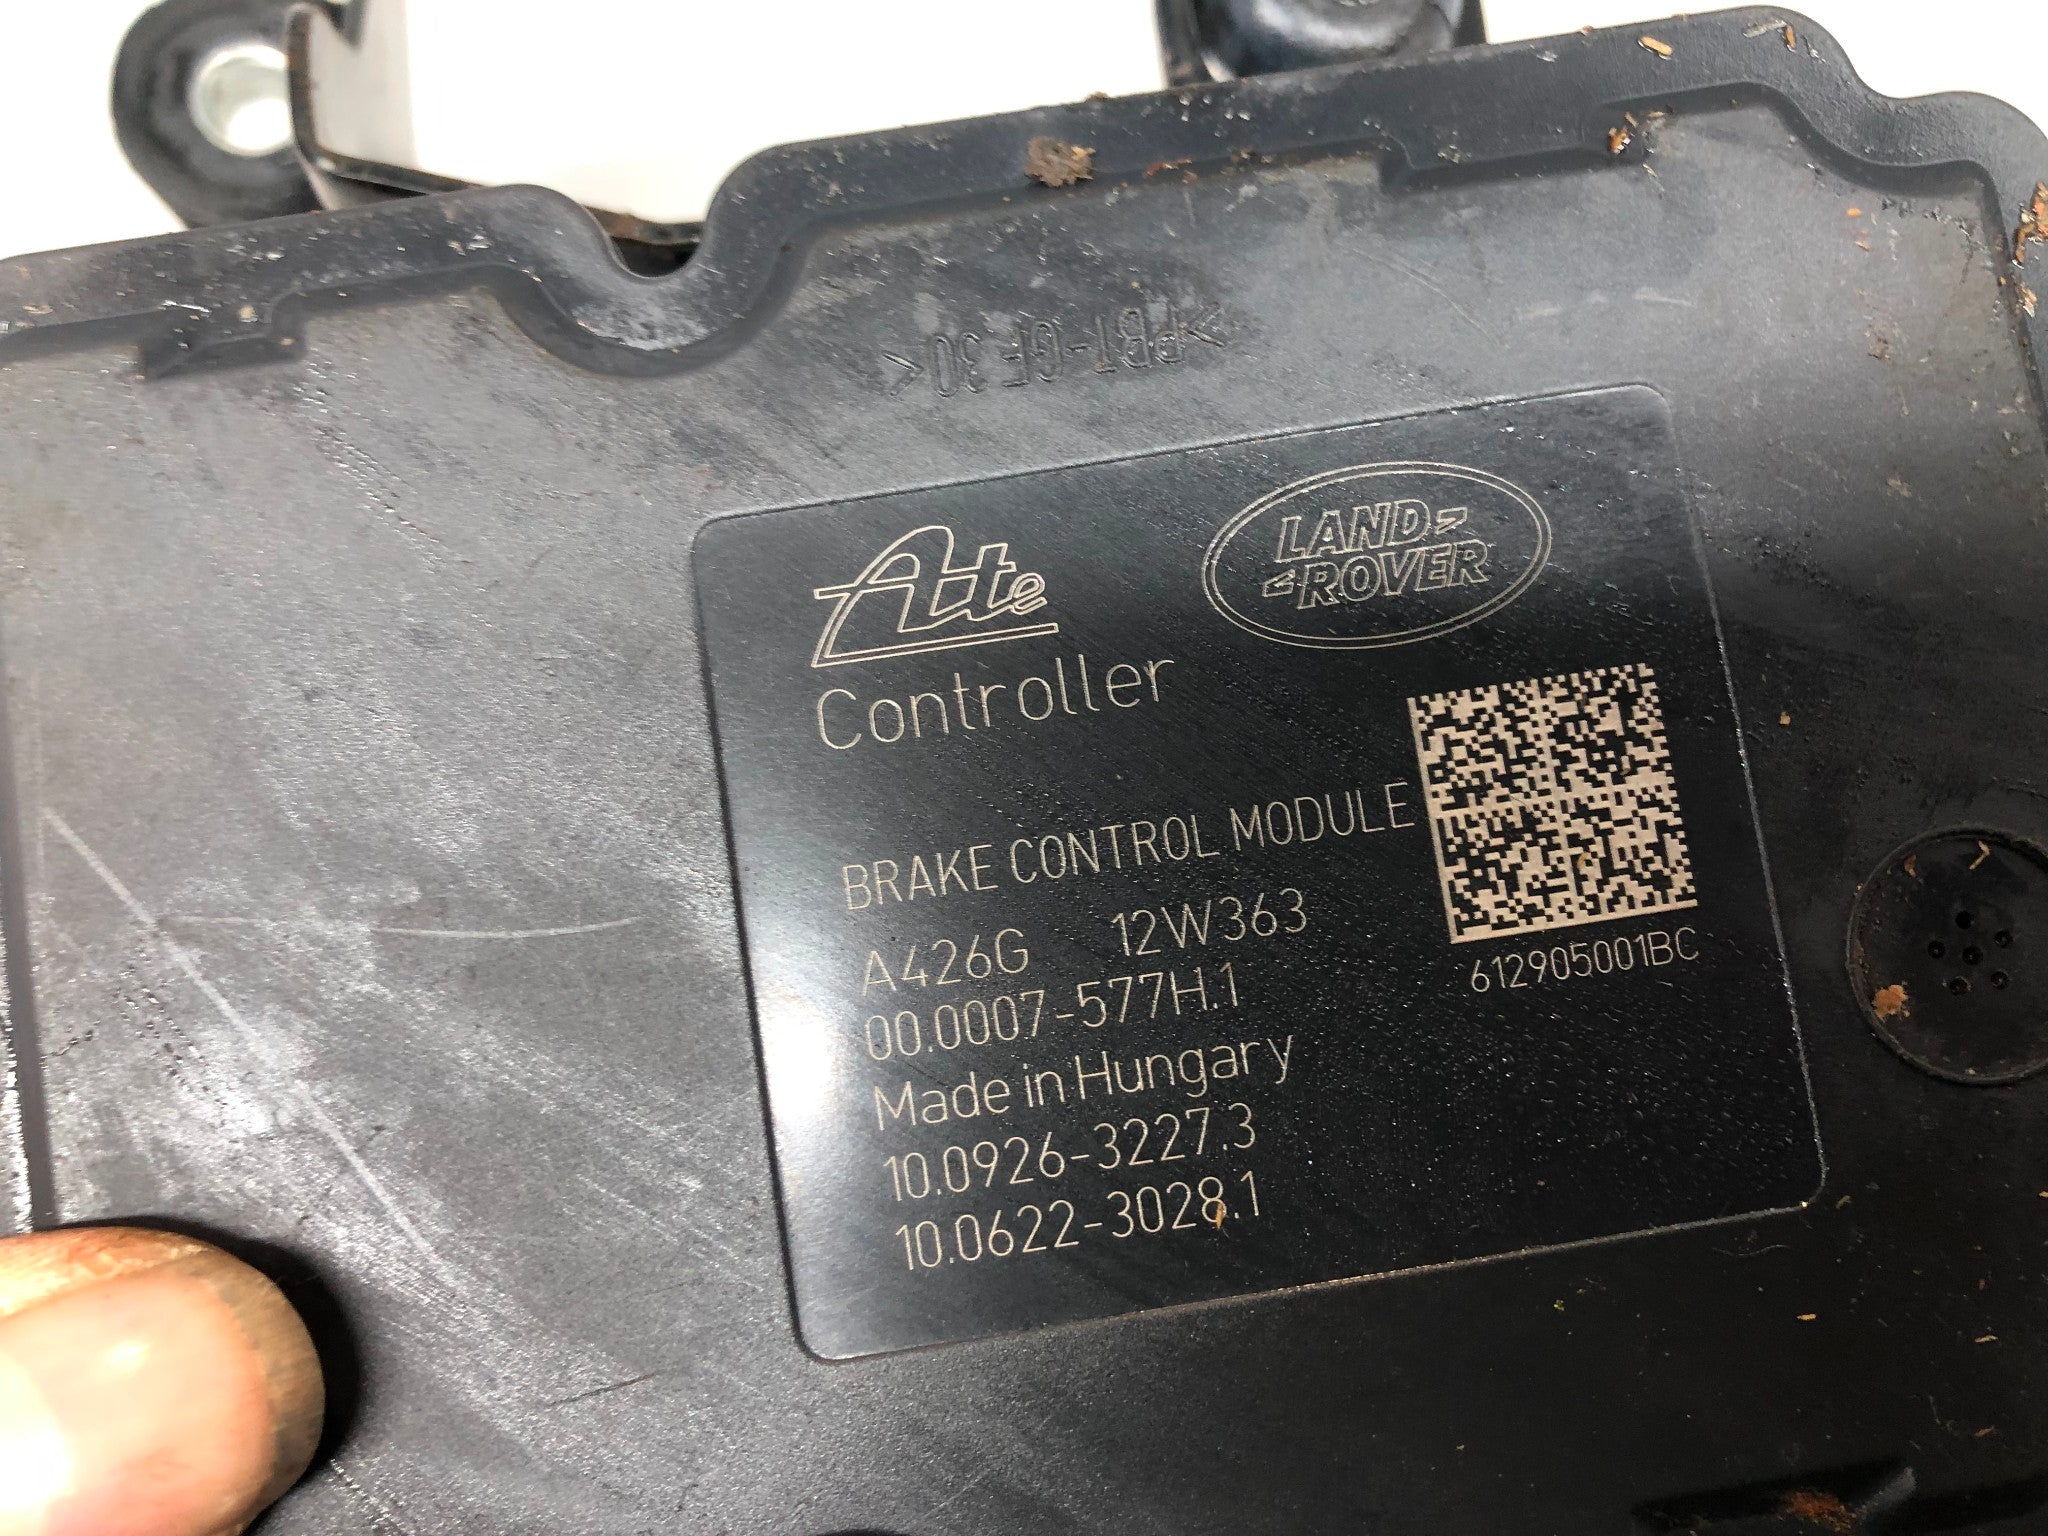 >PBT-GF30<
Ate
LAND
ROVER
Controller
BRAKE CONTROL MODULE
A426G 12W363
612905001BC
00.0007-577H.1
Made in Hungary
10.0926-3227.3
10.0622-3028.1